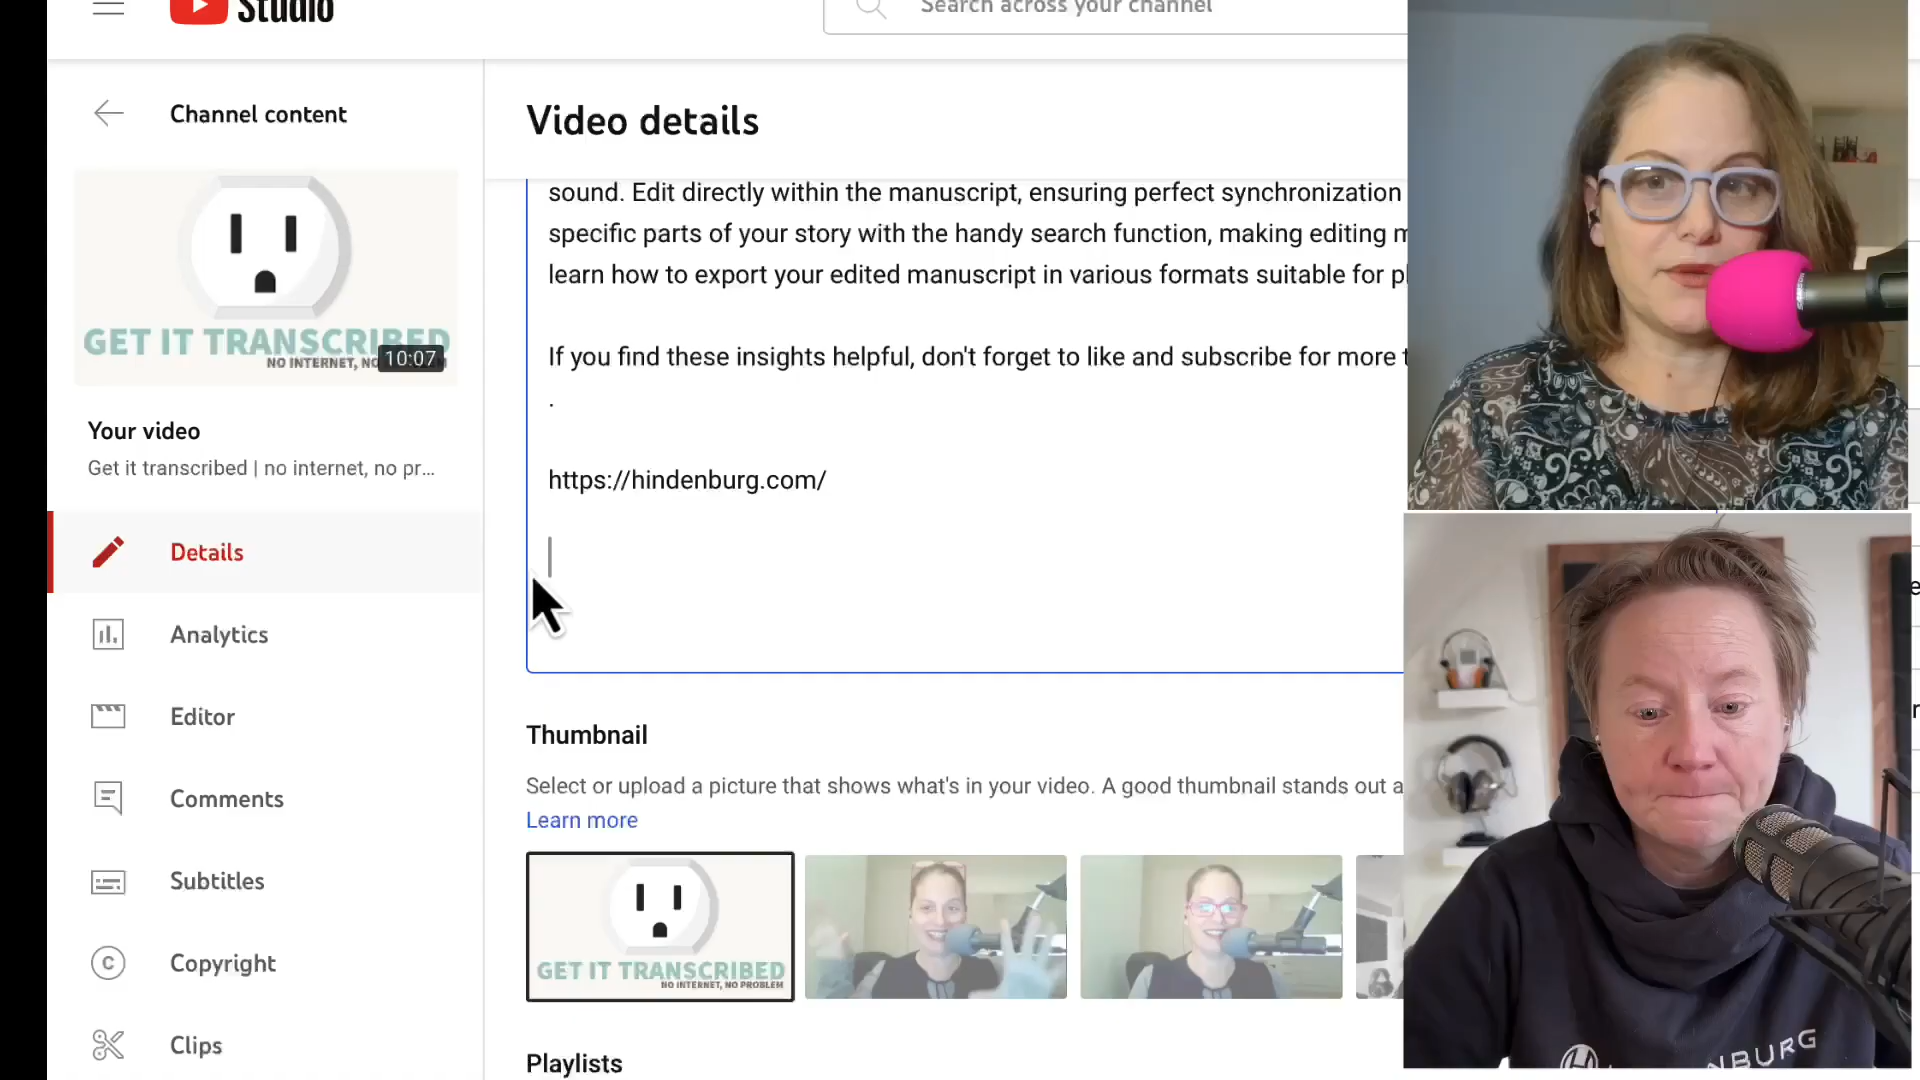 Studio
Search across your channel
Channel content
Video details
GET IT TRANSCRIBED
NO INTERNET, NO
10:07
Your video
Get it transcribed | no internet, no pr...
Details
Analytics
Editor
Comments
Subtitles
Copyright
Clips
sound. Edit directly within the manuscript, ensuring perfect synchronization
specific parts of your story with the handy search function, making editing
learn how to export your edited manuscript in various formats suitable for
If you find these insights helpful, don't forget to like and subscribe for more
.
https://hindenburg.com/
Thumbnail
Select or upload a picture that shows what's in your video. A good thumbnail stands out
Learn more
GET IT TRANSCRIBED
NO INTERNET, NO PROBLEM
Playlists